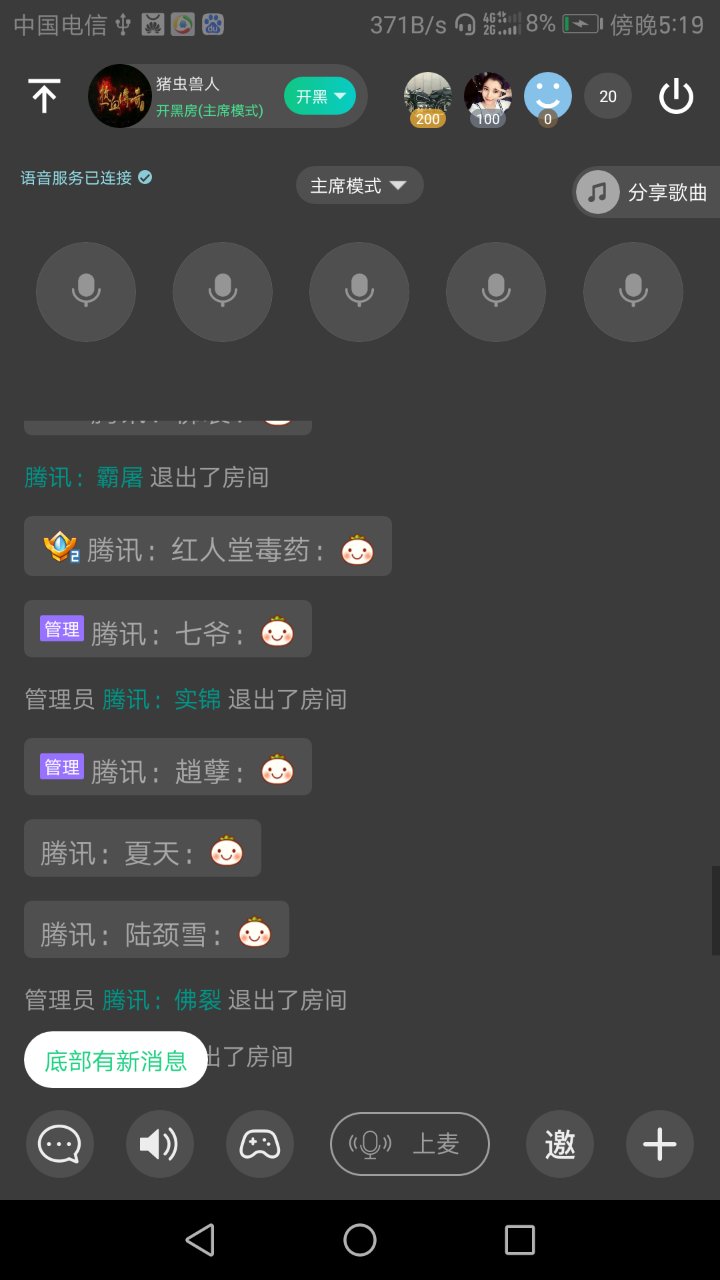 中国电信
371B/s
4G
2G
8%
傍晚5:19
热血传奇
猪虫兽人
开黑房(主席模式)
开黑
200
100
0
20
语音服务已连接
主席模式
分享歌曲
腾讯：霸屠 退出了房间
2 腾讯：红人堂毒药：
管理 腾讯：七爷：
管理员 腾讯：实锦 退出了房间
管理 腾讯：趙孽：
腾讯：夏天：
腾讯：陆颈雪：
管理员 腾讯：佛裂 退出了房间
底部有新消息
出了房间
上麦
邀